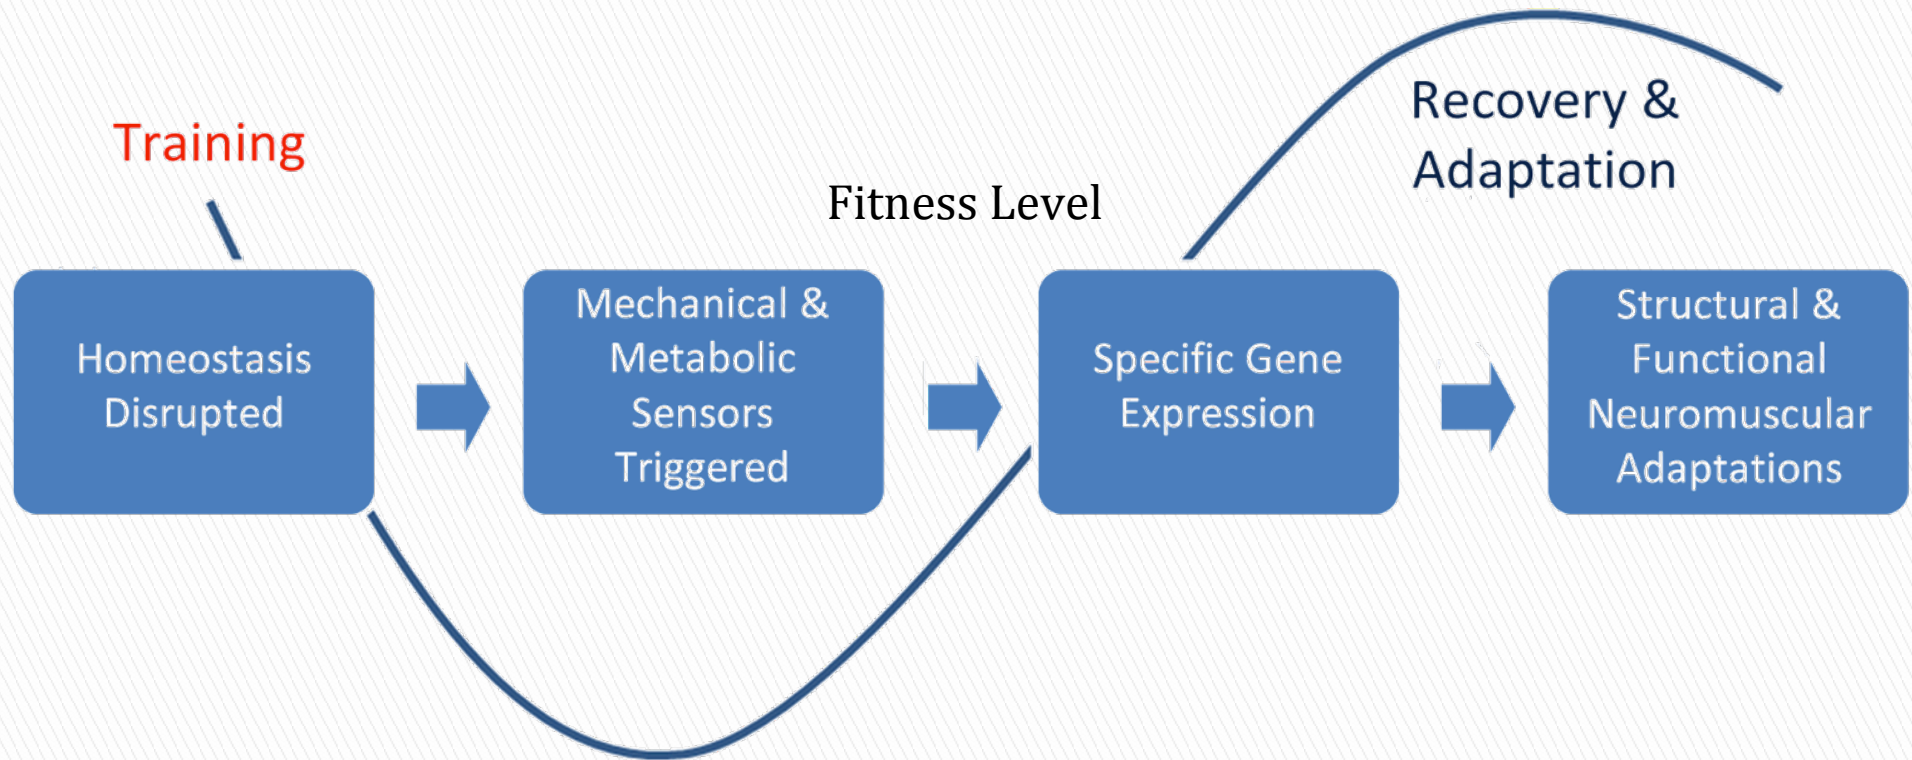 Training
Fitness Level
Recovery &
Adaptation
Homeostasis
Disrupted
Mechanical &
Metabolic
Sensors
Triggered
Specific Gene
Expression
Structural &
Functional
Neuromuscular
Adaptations